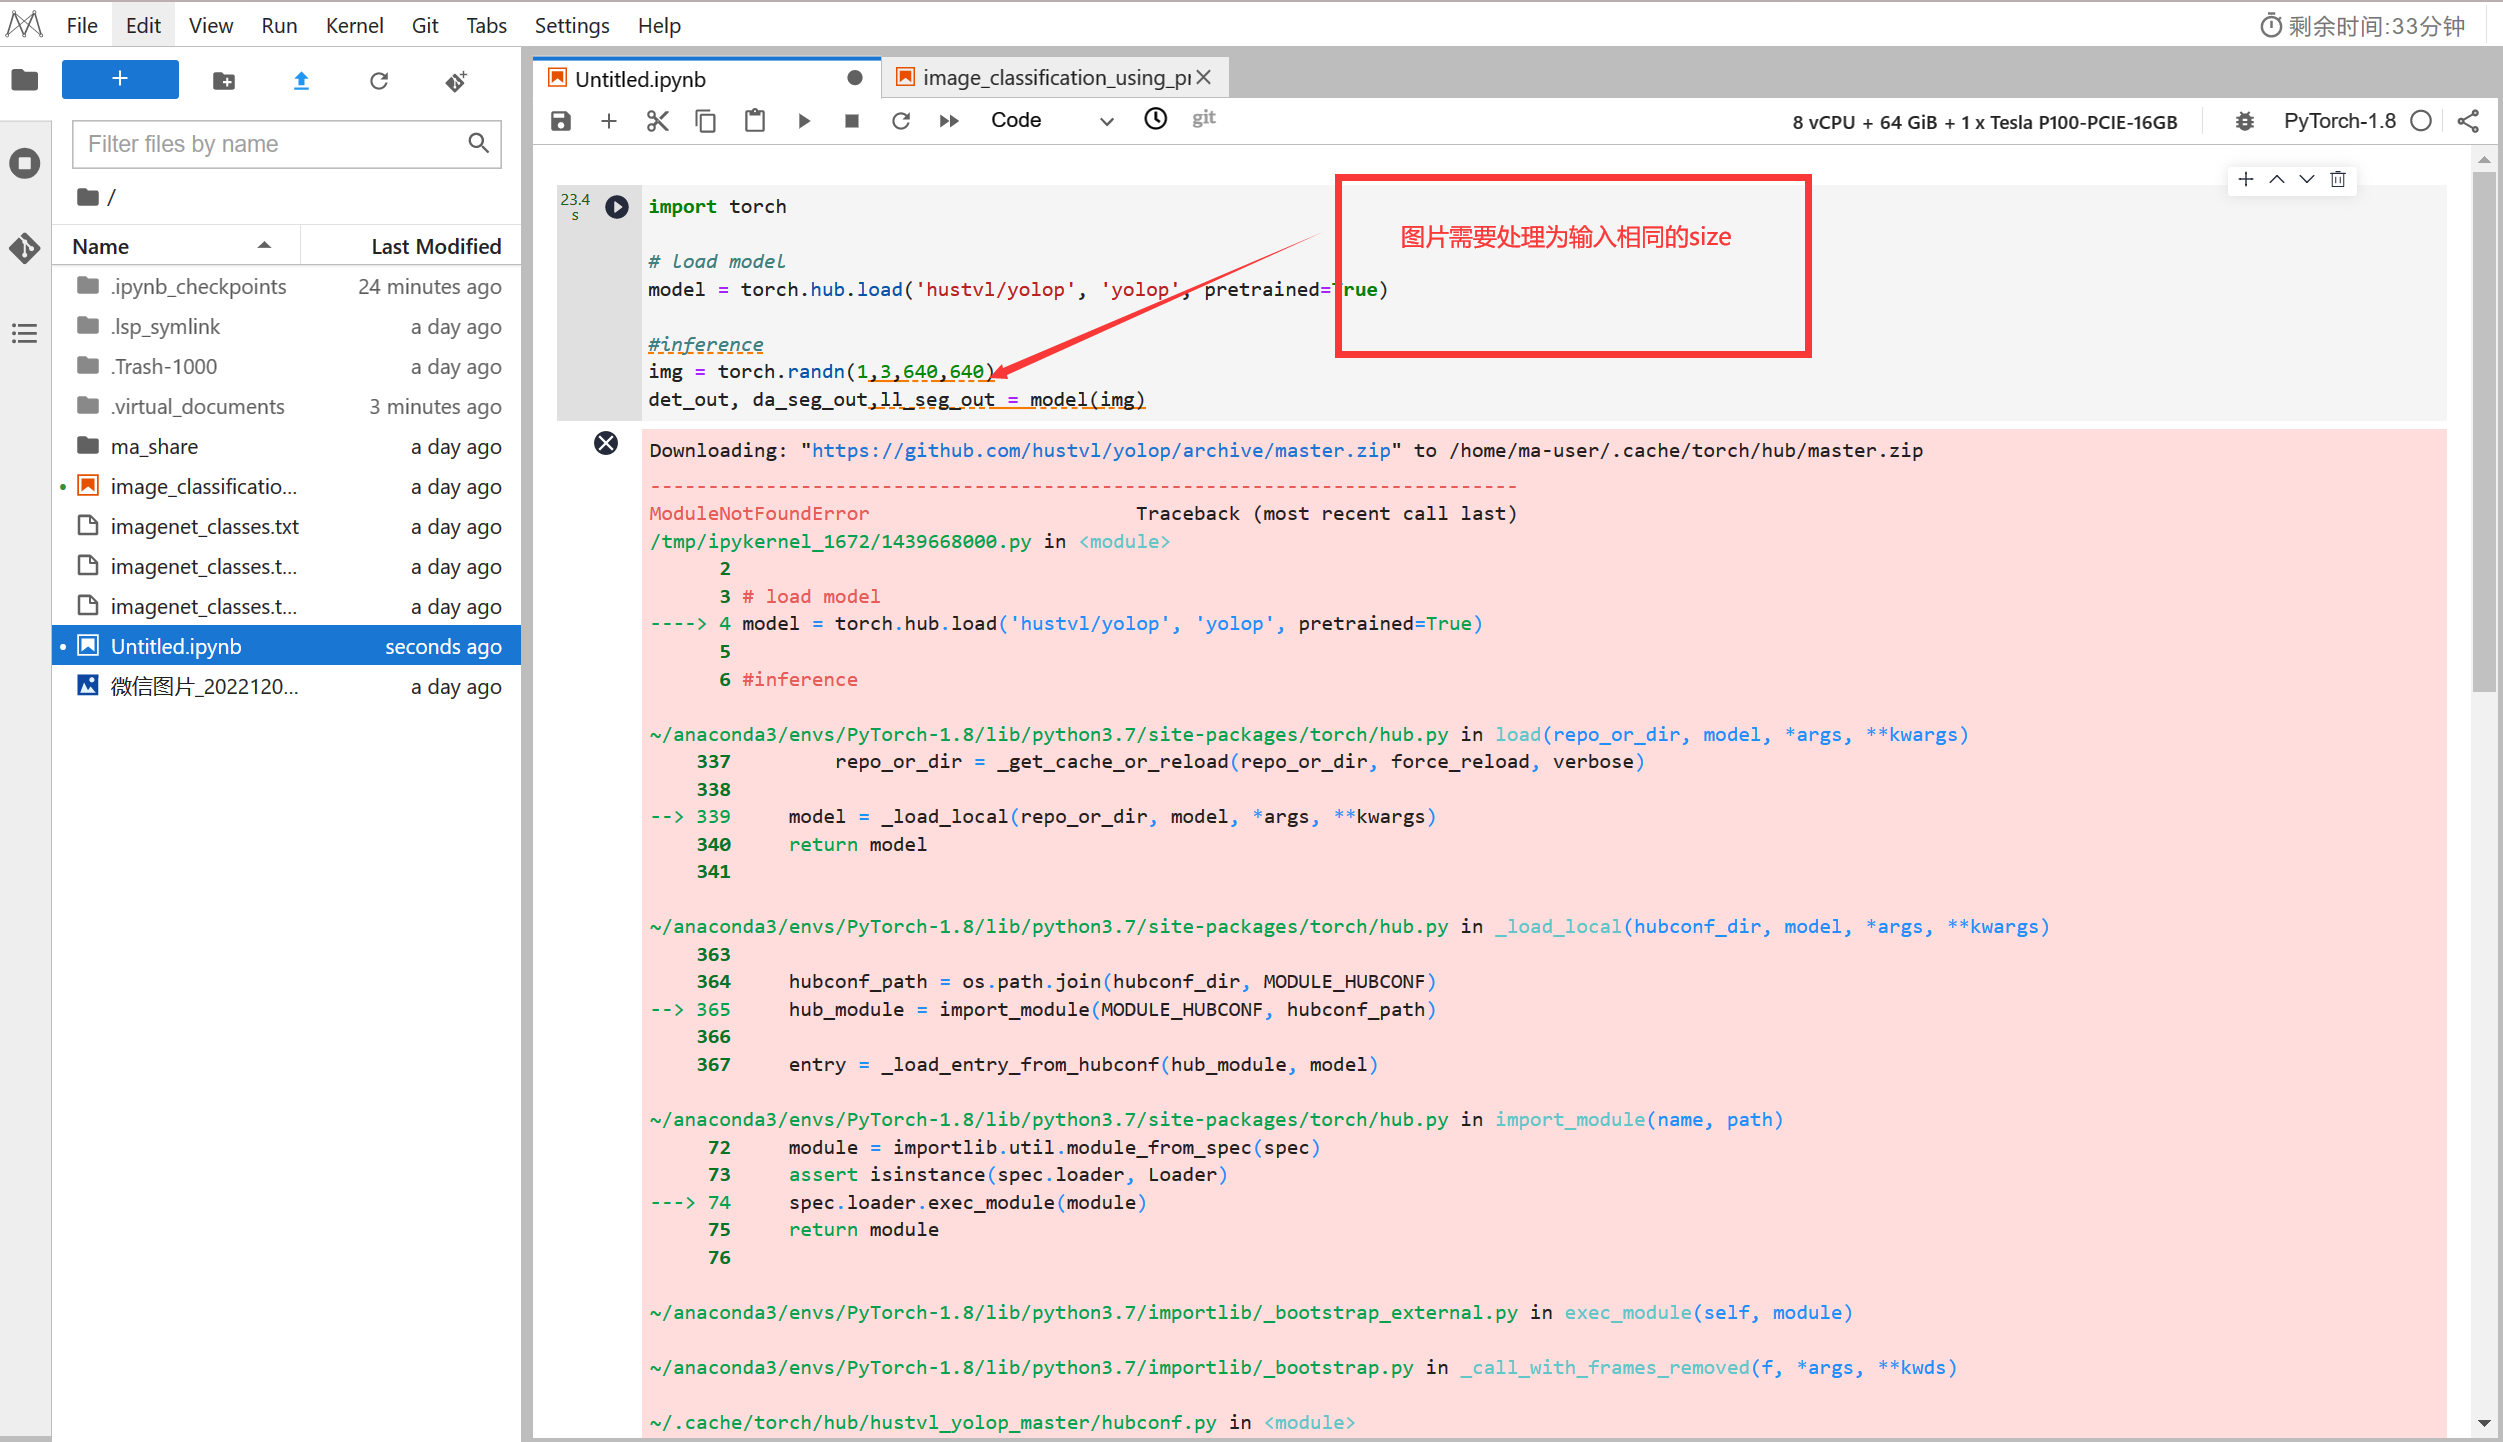 File Edit View Run Kernel Git Tabs Settings Help
剩余时间:33分钟
+
Filter files by name
/
Name Last Modified
.ipynb_checkpoints 24 minutes ago
.lsp_symlink a day ago
.Trash-1000 a day ago
.virtual_documents 3 minutes ago
ma_share a day ago
image_classificatio... a day ago
imagenet_classes.txt a day ago
imagenet_classes.t... a day ago
imagenet_classes.t... a day ago
Untitled.ipynb seconds ago
微信图片_2022120... a day ago
Untitled.ipynb
image_classification_using_pr
Code
git
8 vCPU + 64 GiB + 1 x Tesla P100-PCIE-16GB
PyTorch-1.8
23.4
s
import torch
# load model
model = torch.hub.load('hustvl/yolop', 'yolop', pretrained=True)
#inference
img = torch.randn(1,3,640,640)
det_out, da_seg_out,ll_seg_out = model(img)
图片需要处理为输入相同的size
Downloading: "https://github.com/hustvl/yolop/archive/master.zip" to /home/ma-user/.cache/torch/hub/master.zip
---------------------------------------------------------------------------
ModuleNotFoundError Traceback (most recent call last)
/tmp/ipykernel_1672/1439668000.py in <module>
2
3 # load model
----> 4 model = torch.hub.load('hustvl/yolop', 'yolop', pretrained=True)
5
6 #inference
~/anaconda3/envs/PyTorch-1.8/lib/python3.7/site-packages/torch/hub.py in load(repo_or_dir, model, *args, **kwargs)
337 repo_or_dir = _get_cache_or_reload(repo_or_dir, force_reload, verbose)
338
--> 339 model = _load_local(repo_or_dir, model, *args, **kwargs)
340 return model
341
~/anaconda3/envs/PyTorch-1.8/lib/python3.7/site-packages/torch/hub.py in _load_local(hubconf_dir, model, *args, **kwargs)
363
364 hubconf_path = os.path.join(hubconf_dir, MODULE_HUBCONF)
--> 365 hub_module = import_module(MODULE_HUBCONF, hubconf_path)
366
367 entry = _load_entry_from_hubconf(hub_module, model)
~/anaconda3/envs/PyTorch-1.8/lib/python3.7/site-packages/torch/hub.py in import_module(name, path)
72 module = importlib.util.module_from_spec(spec)
73 assert isinstance(spec.loader, Loader)
---> 74 spec.loader.exec_module(module)
75 return module
76
~/anaconda3/envs/PyTorch-1.8/lib/python3.7/importlib/_bootstrap_external.py in exec_module(self, module)
~/anaconda3/envs/PyTorch-1.8/lib/python3.7/importlib/_bootstrap.py in _call_with_frames_removed(f, *args, **kwds)
~/.cache/torch/hub/hustvl_yolop_master/hubconf.py in <module>